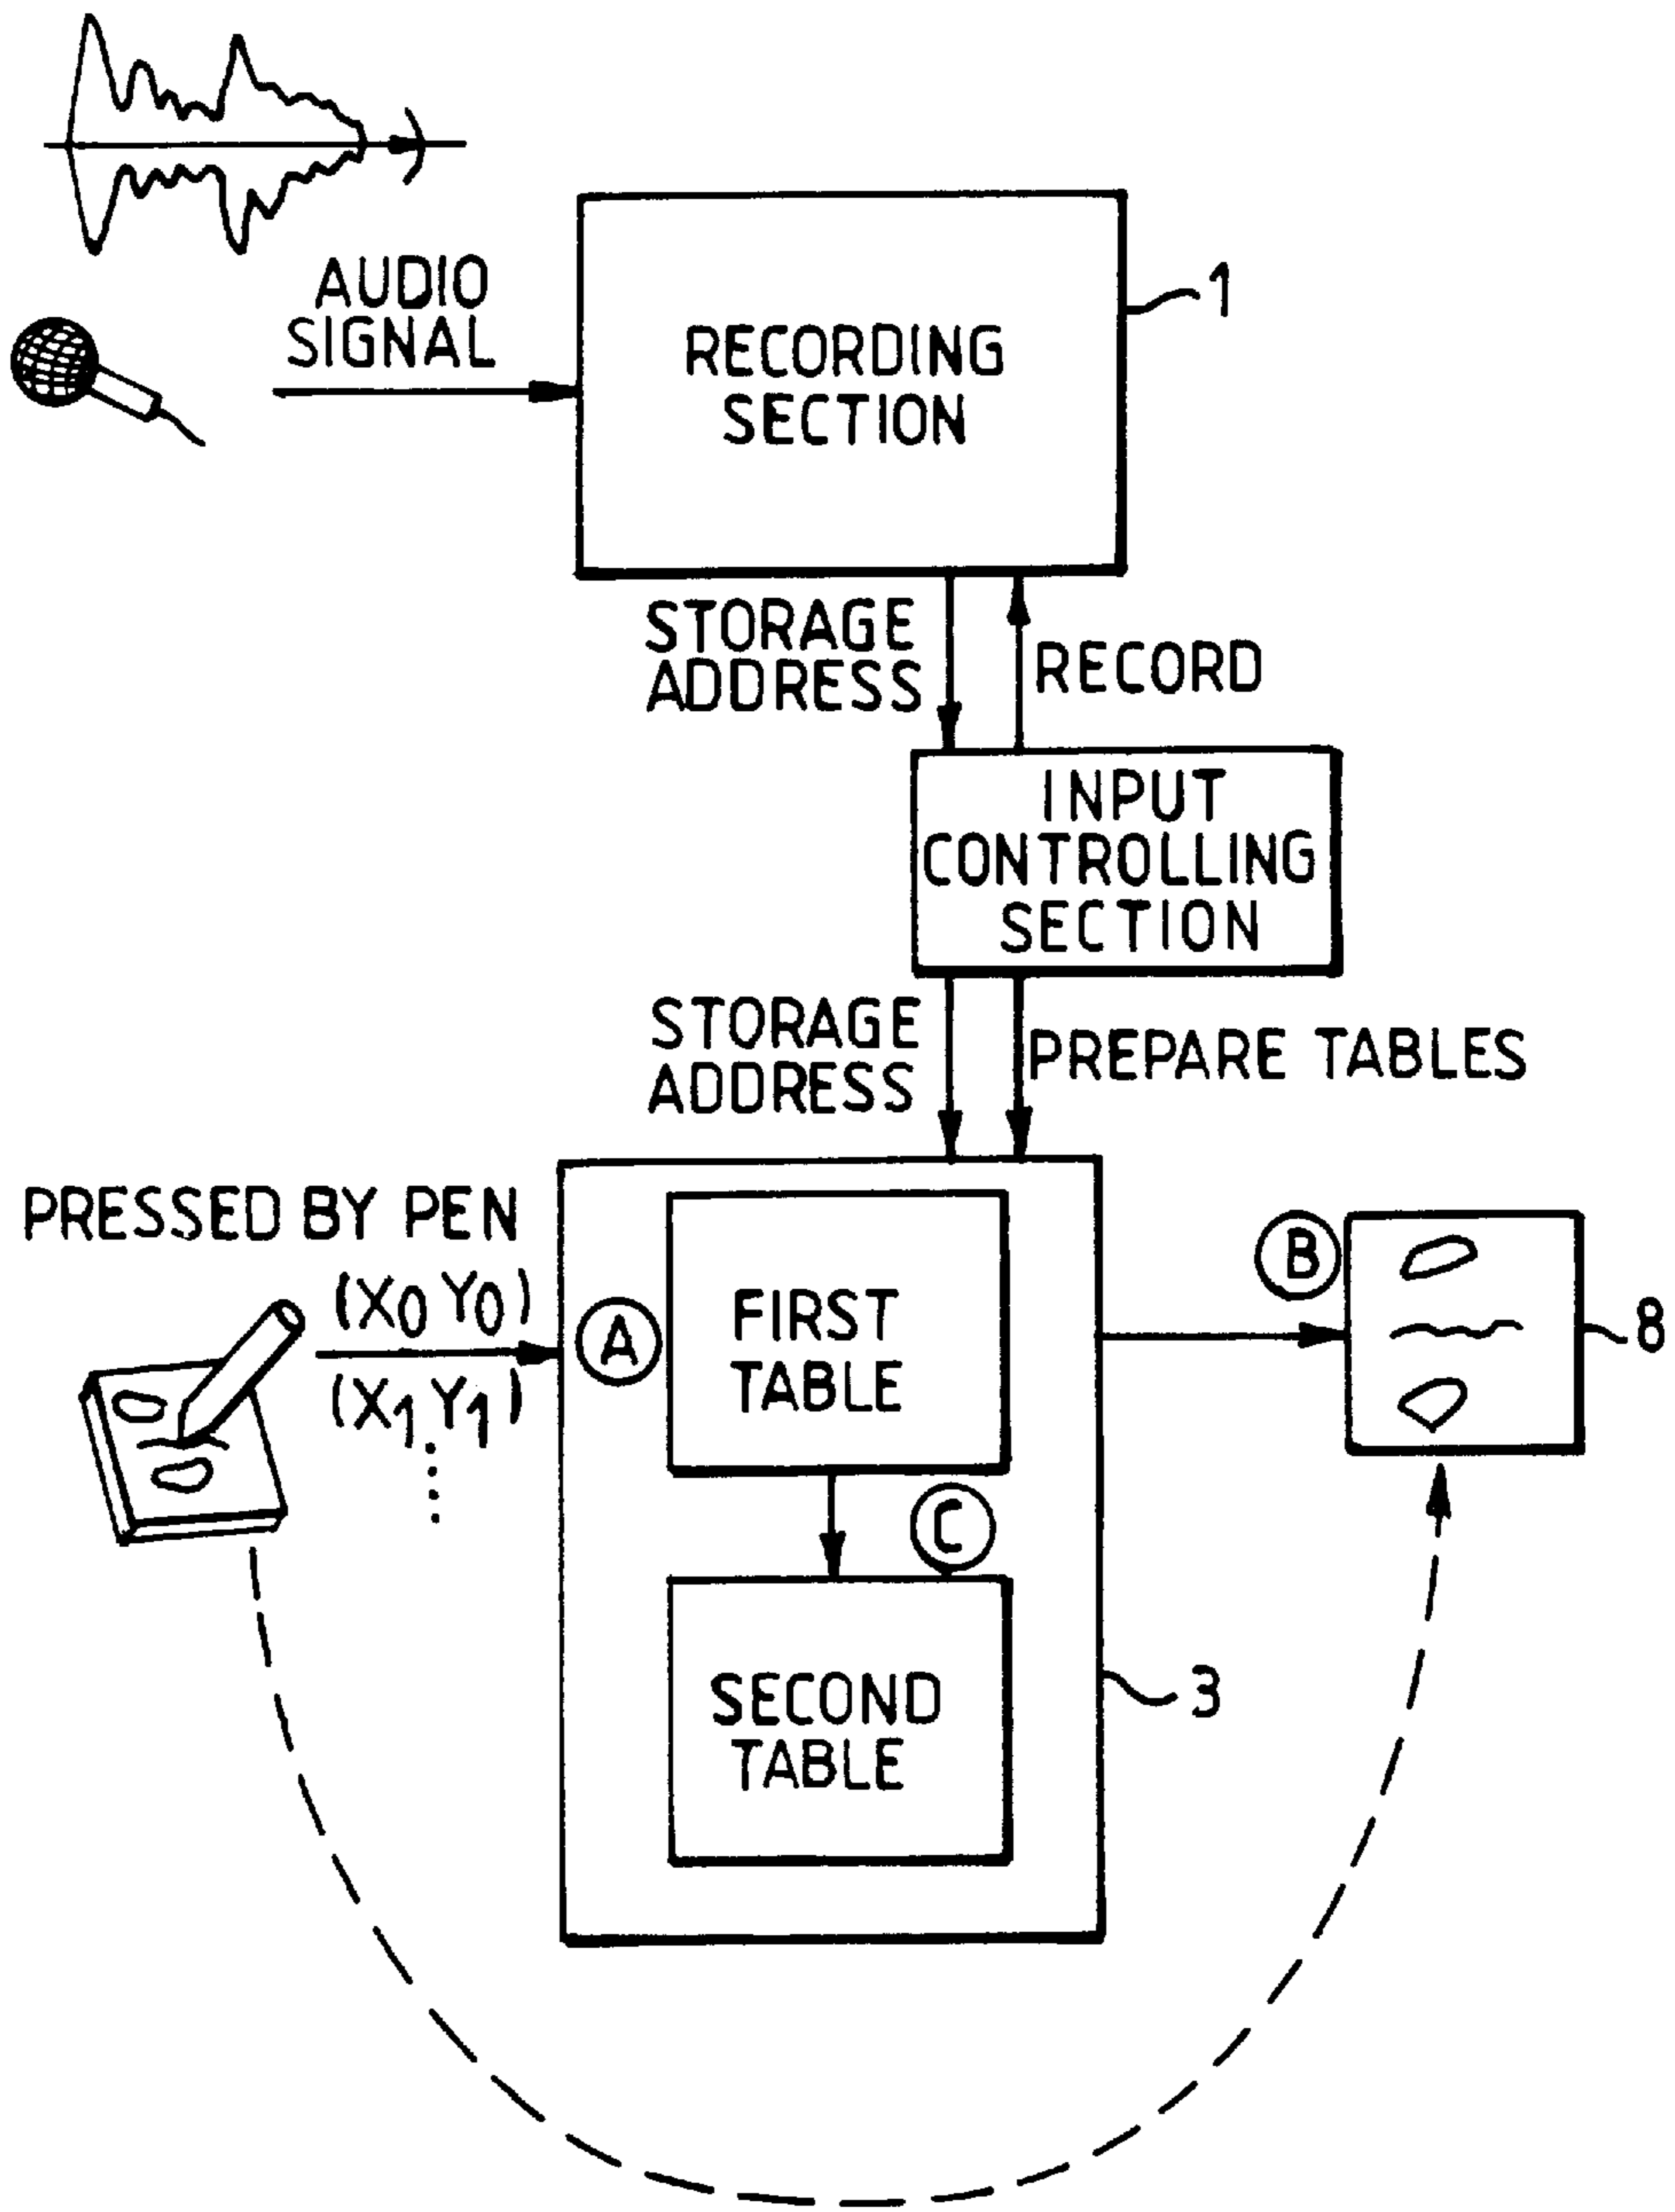 AUDIO
SIGNAL
RECORDING
SECTION
1
STORAGE
ADDRESS
RECORD
INPUT
CONTROLLING
SECTION
STORAGE
ADDRESS
PREPARE TABLES
PRESSED BY PEN
(X0 Y0)
(X1 Y1)
A
FIRST
TABLE
B
8
C
SECOND
TABLE
3